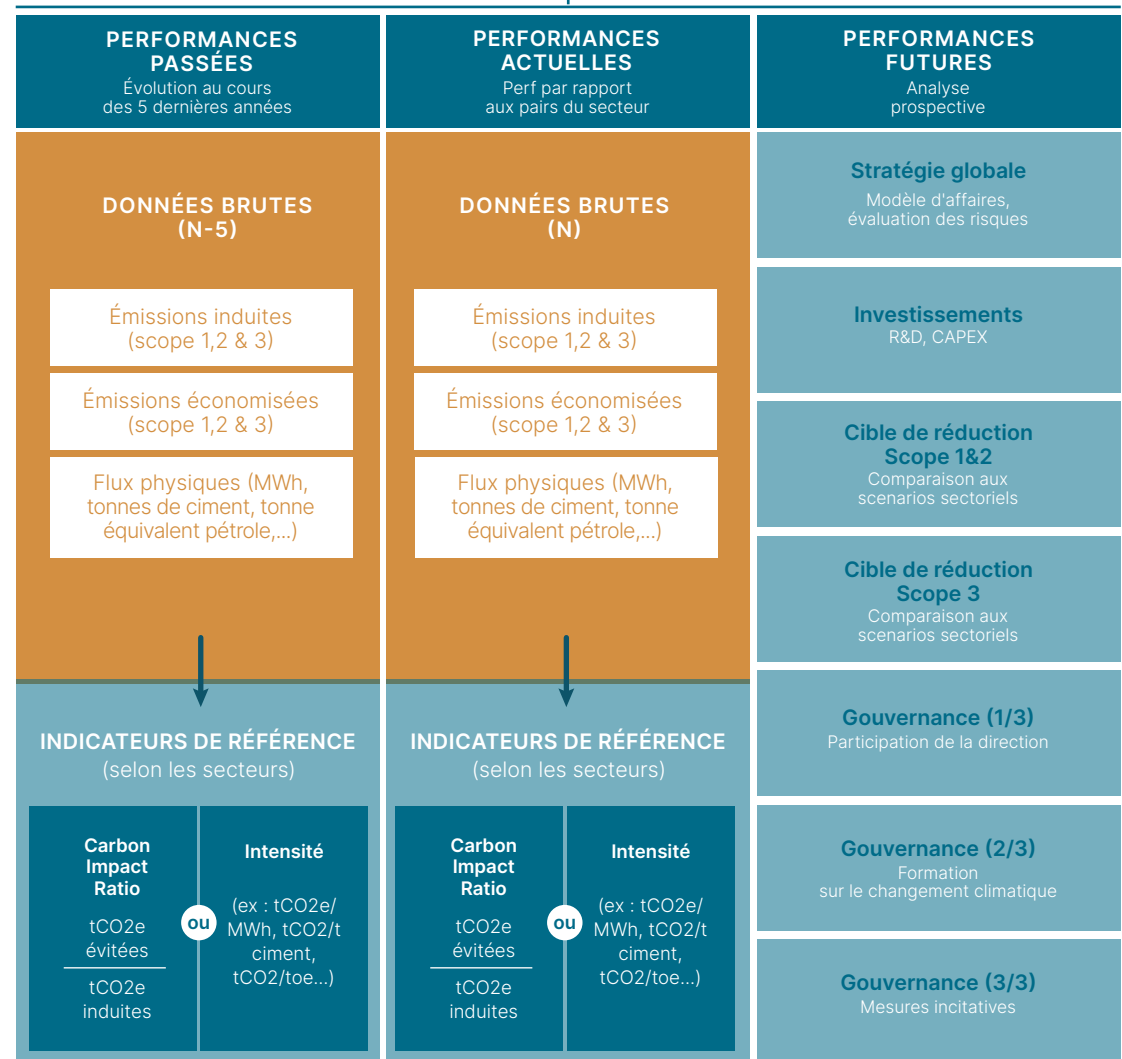 PERFORMANCES
PASSÉES
Évolution au cours
des 5 dernières années
DONNÉES BRUTES
(N-5)
Émissions induites
(scope 1,2 & 3)
Émissions économisées
(scope 1,2 & 3)
Flux physiques (MWh,
tonnes de ciment, tonne
équivalent pétrole,...)
INDICATEURS DE RÉFÉRENCE
(selon les secteurs)
Carbon
Impact
Ratio
tCO2e
évitées
tCO2e
induites
ou
Intensité
(ex : tCO2e/
MWh, tCO2/t
ciment,
tCO2/toe...)
PERFORMANCES
ACTUELLES
Perf par rapport
aux pairs du secteur
DONNÉES BRUTES
(N)
Émissions induites
(scope 1,2 & 3)
Émissions économisées
(scope 1,2 & 3)
Flux physiques (MWh,
tonnes de ciment, tonne
équivalent pétrole,...)
INDICATEURS DE RÉFÉRENCE
(selon les secteurs)
Carbon
Impact
Ratio
tCO2e
évitées
tCO2e
induites
ou
Intensité
(ex : tCO2e/
MWh, tCO2/t
ciment,
tCO2/toe...)
PERFORMANCES
FUTURES
Analyse
prospective
Stratégie globale
Modèle d'affaires,
évaluation des risques
Investissements
R&D, CAPEX
Cible de réduction
Scope 1&2
Comparaison aux
scenarios sectoriels
Cible de réduction
Scope 3
Comparaison aux
scenarios sectoriels
Gouvernance (1/3)
Participation de la direction
Gouvernance (2/3)
Formation
sur le changement climatique
Gouvernance (3/3)
Mesures incitatives